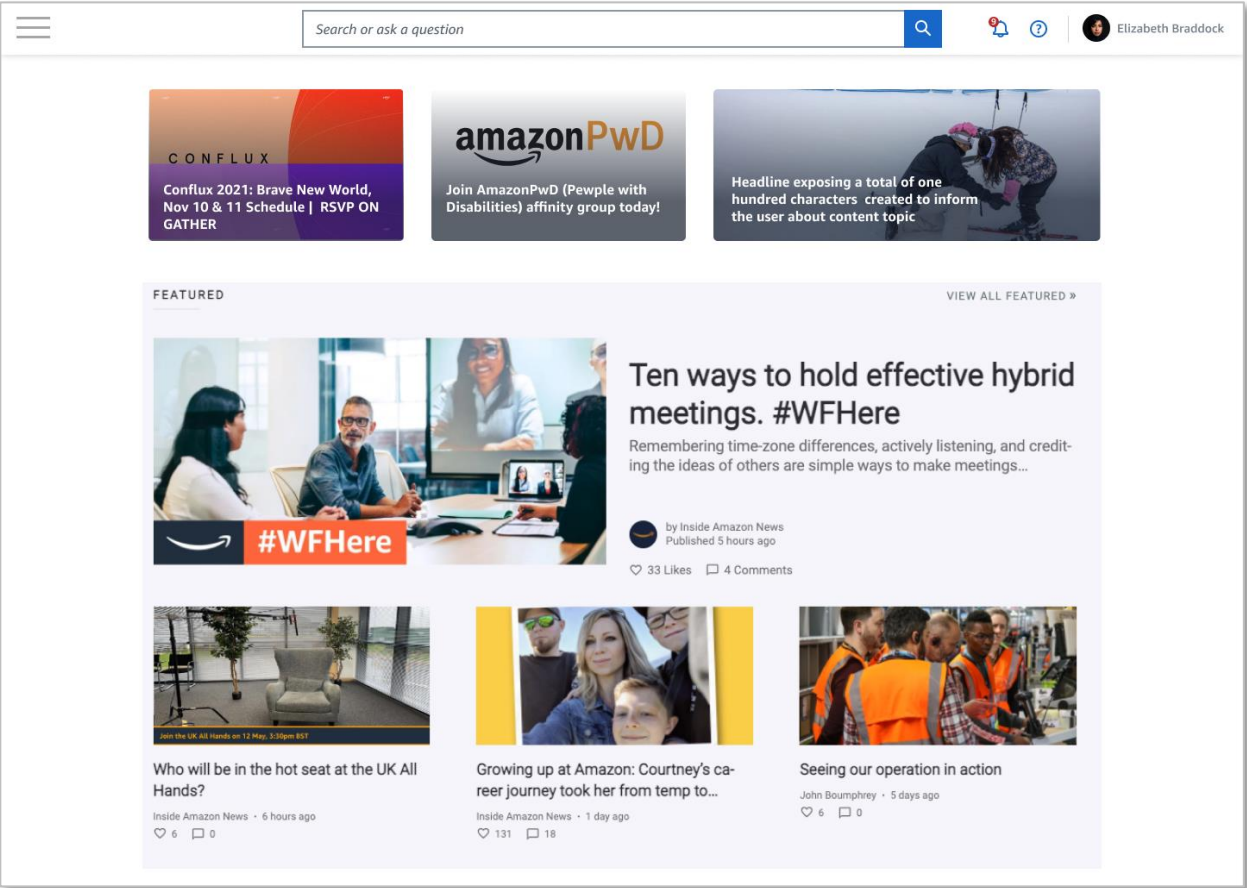 Search or ask a question
9
?
Elizabeth Braddock
CONFLUX
Conflux 2021: Brave New World,
Nov 10 & 11 Schedule | RSVP ON
GATHER
amazonPwD
Join AmazonPwD (Pewple with
Disabilities) affinity group today!
Headline exposing a total of one
hundred characters created to inform
the user about content topic
FEATURED
VIEW ALL FEATURED »
#WFHere
Ten ways to hold effective hybrid
meetings. #WFHere
Remembering time-zone differences, actively listening, and credit-
ing the ideas of others are simple ways to make meetings...
by Inside Amazon News
Published 5 hours ago
33 Likes 4 Comments
Join the UK All Hands on 12 May, 3:30pm BST
Who will be in the hot seat at the UK All
Hands?
Inside Amazon News • 6 hours ago
6 0
Growing up at Amazon: Courtney's ca-
reer journey took her from temp to...
Inside Amazon News • 1 day ago
131 18
Seeing our operation in action
John Boumphrey • 5 days ago
6 0